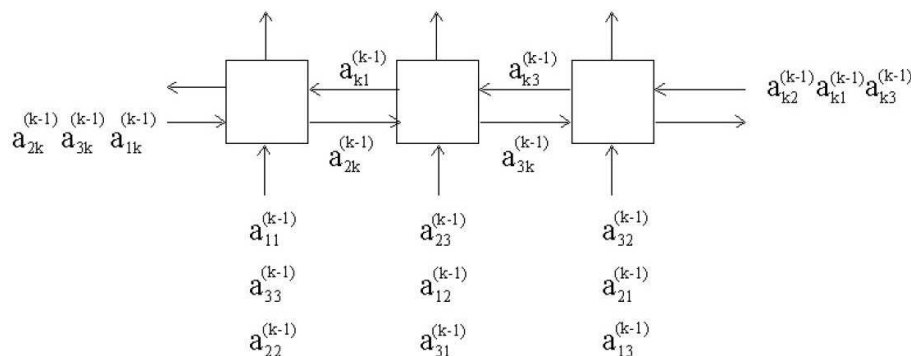 a_{k1}^{(k-1)} a_{k3}^{(k-1)} a_{k2}^{(k-1)} a_{k1}^{(k-1)} a_{k3}^{(k-1)}
a_{2k}^{(k-1)} a_{3k}^{(k-1)} a_{1k}^{(k-1)} a_{2k}^{(k-1)} a_{3k}^{(k-1)}
a_{11}^{(k-1)} a_{23}^{(k-1)} a_{32}^{(k-1)}
a_{33}^{(k-1)} a_{12}^{(k-1)} a_{21}^{(k-1)}
a_{22}^{(k-1)} a_{31}^{(k-1)} a_{13}^{(k-1)}